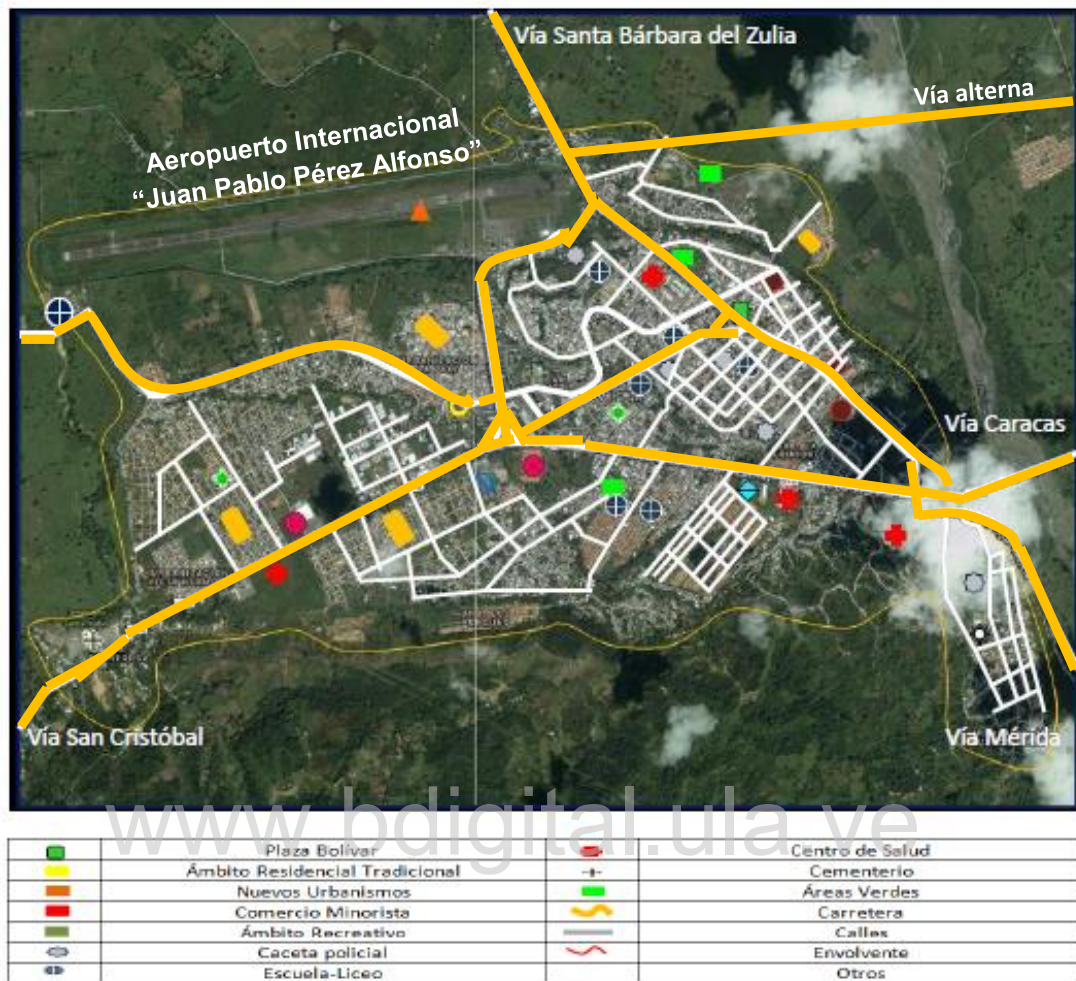 Vía Santa Bárbara del Zulia
Vía alterna
Aeropuerto Internacional
“Juan Pablo Pérez Alfonso”
Vía Caracas
Vía San Cristóbal
Vía Mérida
www.bdigital.ula.ve
Plaza Bolívar
Centro de Salud
Ámbito Residencial Tradicional
Cementerio
Nuevos Urbanismos
Áreas Verdes
Comercio Minorista
Carretera
Ámbito Recreativo
Calles
Caceta policial
Envolvente
Escuela-Liceo
Otros